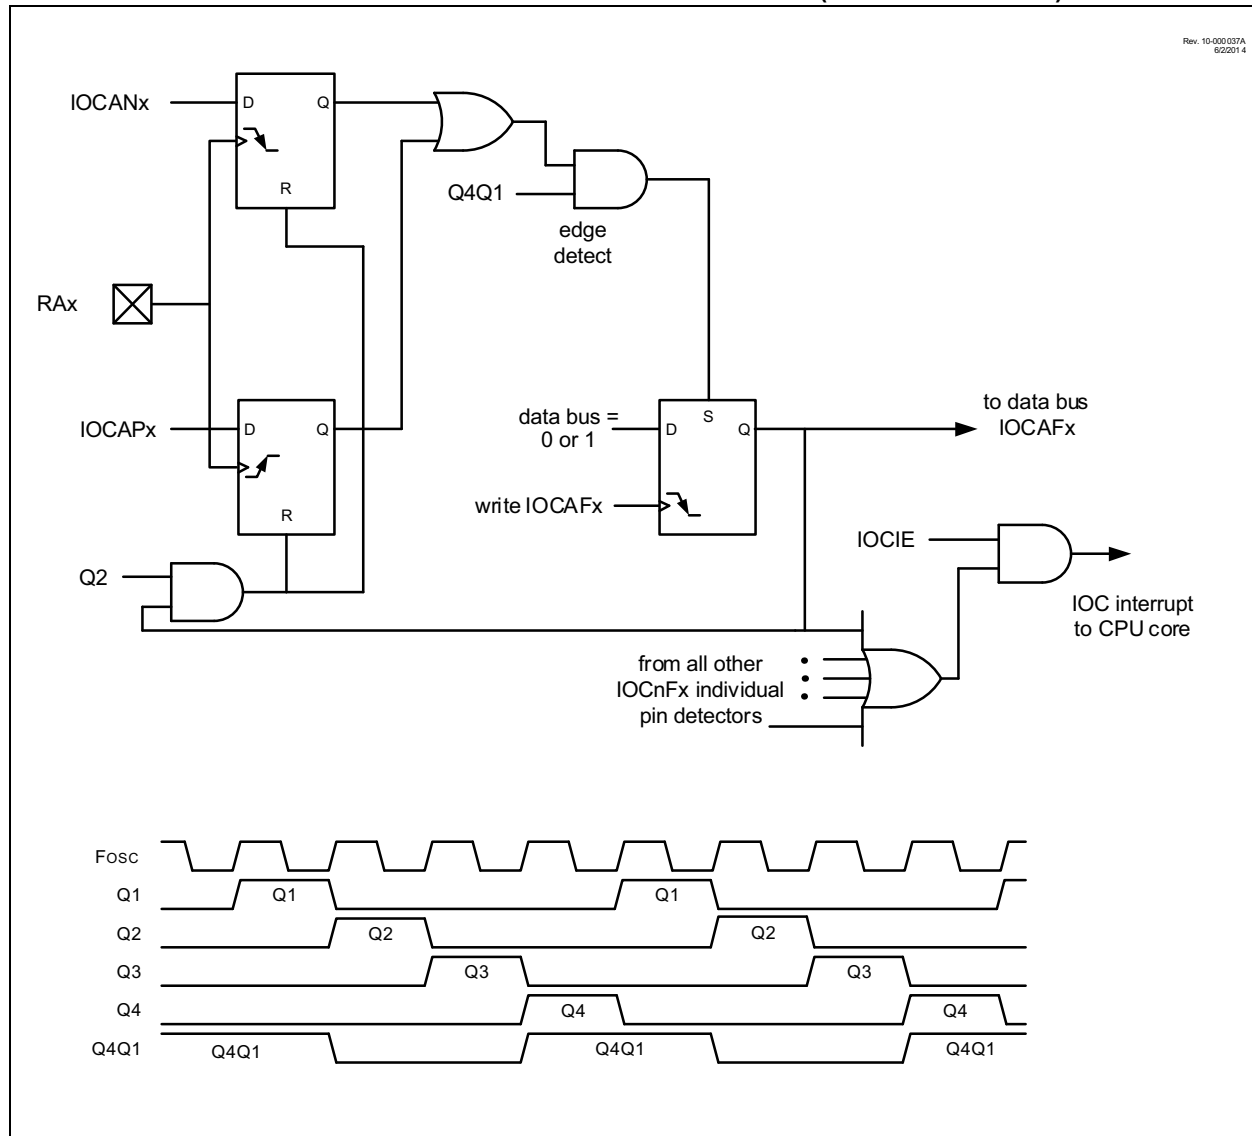 Rev. 10-000037A
6/2/2014
IOCANx
D
Q
R
Q4Q1
edge
detect
RAx
IOCAPx
D
Q
R
data bus =
0 or 1
D
S
Q
to data bus
IOCAFx
write IOCAFx
IOCIE
Q2
IOC interrupt
to CPU core
from all other
IOCnFx individual
pin detectors
FOSC
Q1
Q1
Q1
Q2
Q2
Q2
Q3
Q3
Q3
Q4
Q4
Q4
Q4Q1
Q4Q1
Q4Q1
Q4Q1